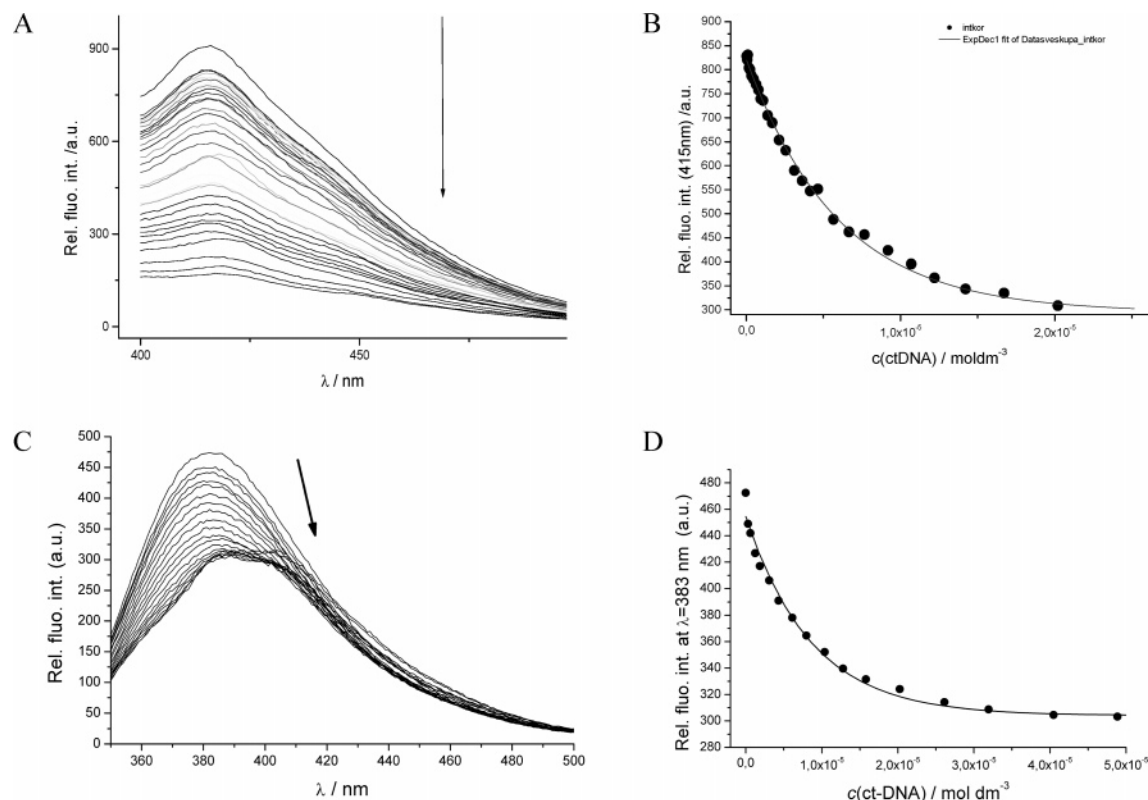 A
900
600
300
0
400
450
Rel. fluo. int. /a.u.
λ / nm
B
900
850
800
750
700
650
600
550
500
450
400
350
300
intkor
ExpDec1 fit of Datasveskupa_intkor
0,0
1,0x10⁻⁵
2,0x10⁻⁵
Rel. fluo. int. (415nm) /a.u.
c(ctDNA) / moldm⁻³
C
500
450
400
350
300
250
200
150
100
50
0
360
380
400
420
440
460
480
500
Rel. fluo. int. (a.u.)
λ / nm
D
480
460
440
420
400
380
360
340
320
300
280
0,0
1,0x10⁻⁵
2,0x10⁻⁵
3,0x10⁻⁵
4,0x10⁻⁵
5,0x10⁻⁵
Rel. fluo. int. at λ=383 nm (a.u.)
c(ct-DNA) / mol dm⁻³